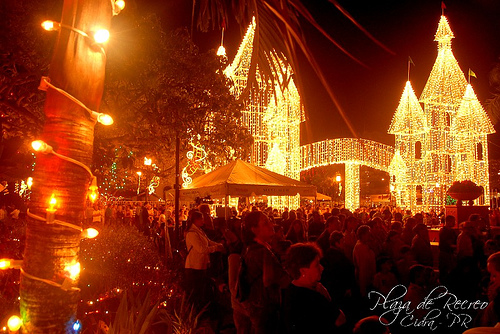 Plaza de Recreo
Cidra, PR